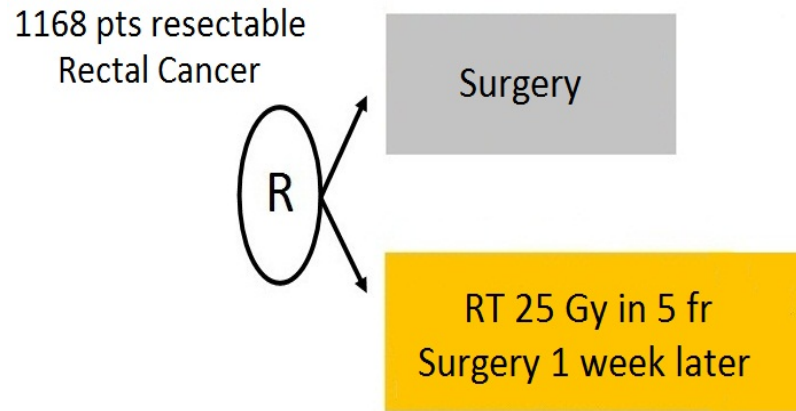 1168 pts resectable
Rectal Cancer
Surgery
R
RT 25 Gy in 5 fr
Surgery 1 week later